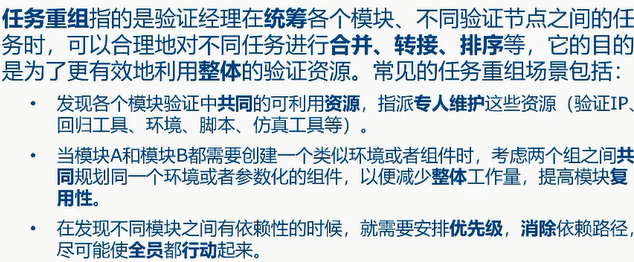 任务重组指的是验证经理在统筹各个模块、不同验证节点之间的任
务时，可以合理地对不同任务进行合并、转接、排序等，它的目的
是为了更有效地利用整体的验证资源。常见的任务重组场景包括：
• 发现各个模块验证中共同的可利用资源，指派专人维护这些资源（验证IP、
回归工具、环境、脚本、仿真工具等）。
• 当模块A和模块B都需要创建一个类似环境或者组件时，考虑两个组之间共
同规划同一个环境或者参数化的组件，以便减少整体工作量，提高模块复
用性。
• 在发现不同模块之间有依赖性的时候，就需要安排优先级，消除依赖路径，
尽可能使全员都行动起来。